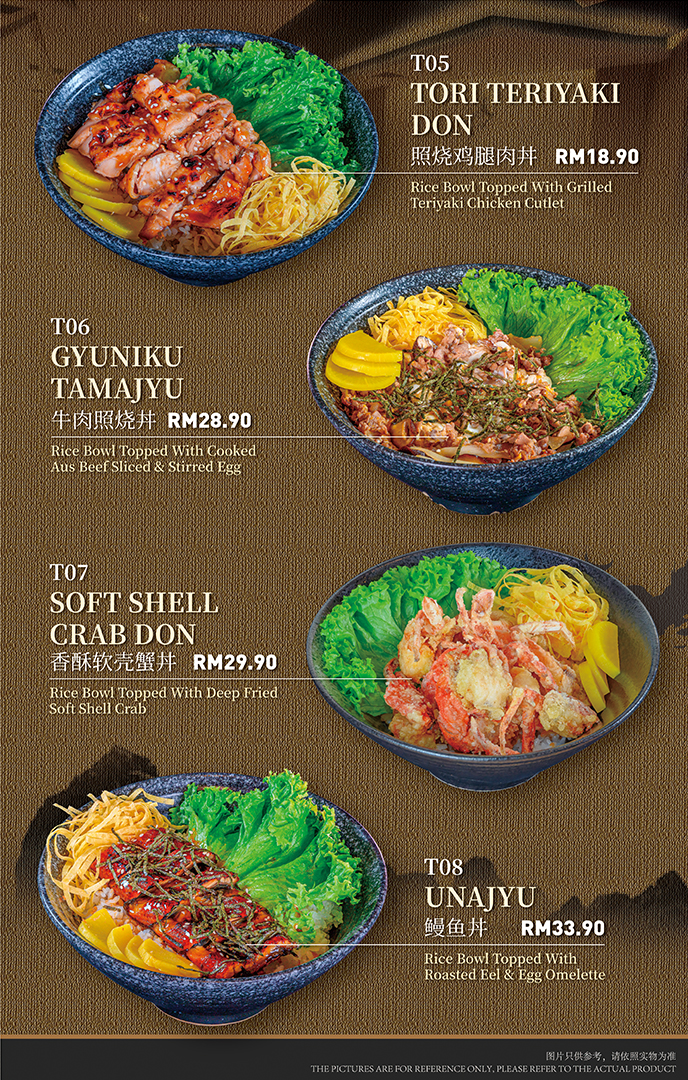 T05
TORI TERIYAKI
DON
照烧鸡腿肉丼 RM18.90
Rice Bowl Topped With Grilled
Teriyaki Chicken Cutlet
T06
GYUNIKU
TAMAJYU
牛肉照烧丼 RM28.90
Rice Bowl Topped With Cooked
Aus Beef Sliced & Stirred Egg
T07
SOFT SHELL
CRAB DON
香酥软壳蟹丼 RM29.90
Rice Bowl Topped With Deep Fried
Soft Shell Crab
T08
UNAJYU
鳗鱼丼 RM33.90
Rice Bowl Topped With
Roasted Eel & Egg Omelette
图片只供参考，请依照实物为准
THE PICTURES ARE FOR REFERENCE ONLY, PLEASE REFER TO THE ACTUAL PRODUCT